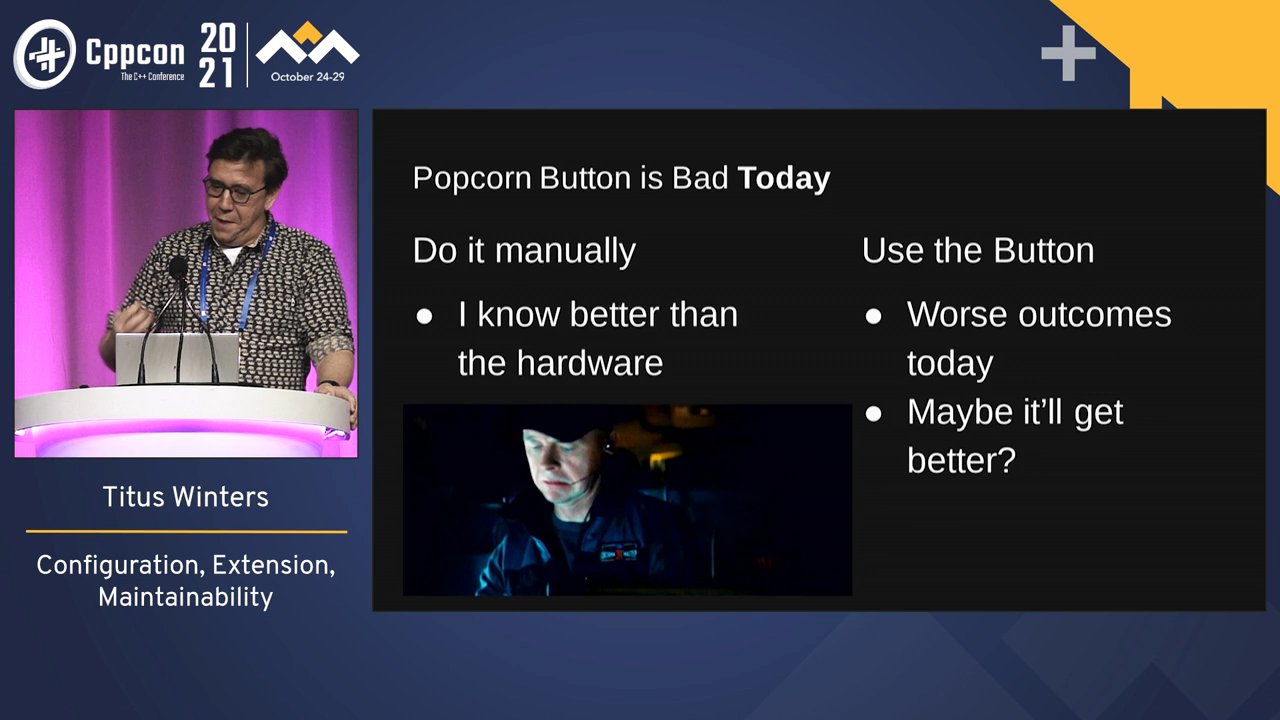 Cppcon
The C++ Conference
20
21
October 24-29
Popcorn Button is Bad Today
Do it manually
● I know better than
the hardware
Use the Button
● Worse outcomes
today
● Maybe it’ll get
better?
Titus Winters
Configuration, Extension,
Maintainability